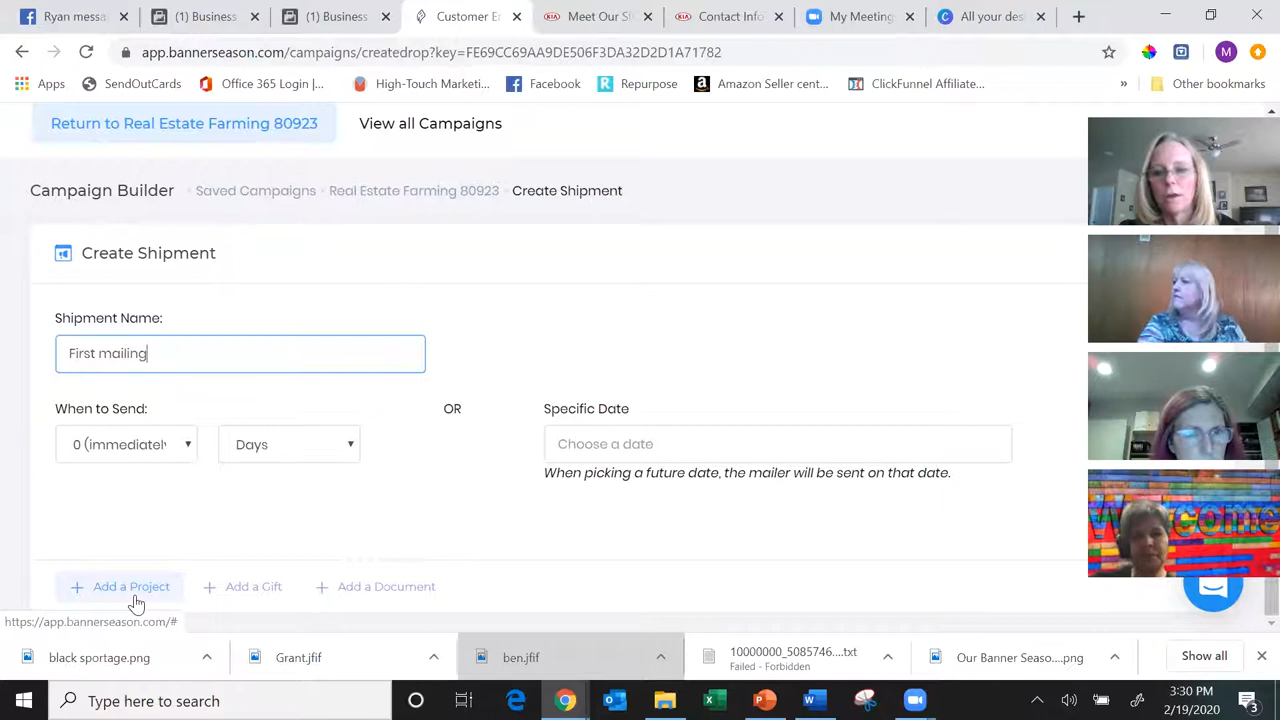 Ryan messa
(1) Business
(1) Business
Customer E
Meet Our St
Contact Info
My Meeting
All your des
app.bannerseason.com/campaigns/createdrop?key=FE69CC69AA9DE506F3DA32D2D1A71782
M
Apps
SendOutCards
Office 365 Login |...
High-Touch Marketi...
Facebook
Repurpose
Amazon Seller cent...
ClickFunnel Affiliate...
»
Other bookmarks
Return to Real Estate Farming 80923
View all Campaigns
Campaign Builder
Saved Campaigns
Real Estate Farming 80923
Create Shipment
Create Shipment
Shipment Name:
First mailing
When to Send:
OR
Specific Date
0 (immediatel
Days
Choose a date
When picking a future date, the mailer will be sent on that date.
Welcome
+ Add a Project
+ Add a Gift
+ Add a Document
https://app.bannerseason.com/#
black sportage.png
Grant.jfif
ben.jfif
10000000_5085746....txt
Failed - Forbidden
Our Banner Seaso....png
Show all
Type here to search
3:30 PM
2/19/2020
3